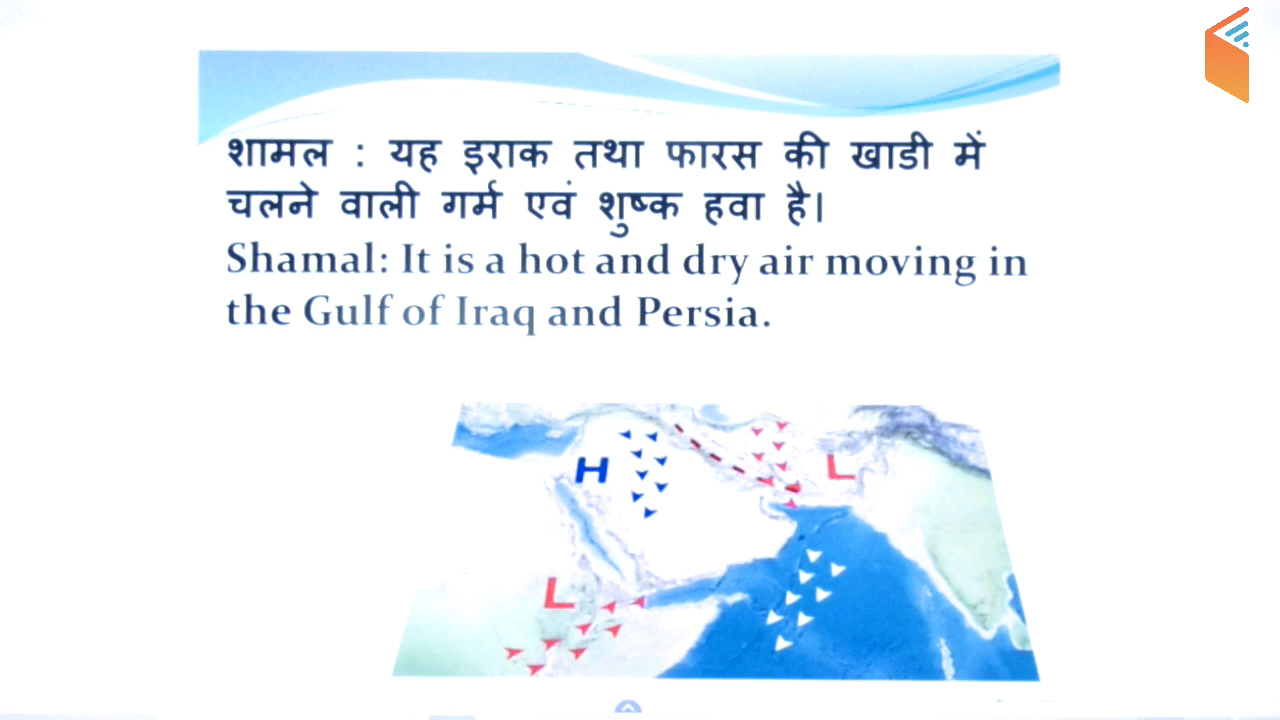 शामल : यह इराक तथा फारस की खाडी में
चलने वाली गर्म एवं शुष्क हवा है।
Shamal: It is a hot and dry air moving in
the Gulf of Iraq and Persia.
H
L
L